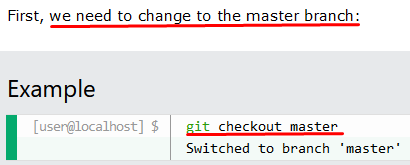 First, we need to change to the master branch:
Example
[user@localhost] $ git checkout master
Switched to branch 'master'